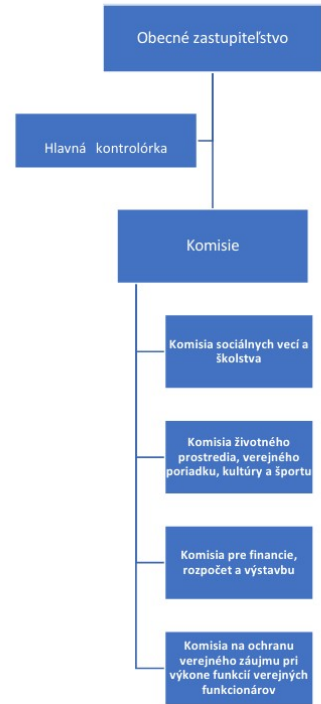 Obecné zastupiteľstvo
Hlavná kontrolórka
Komisie
Komisia sociálnych vecí a
školstva
Komisia životného
prostredia, verejného
poriadku, kultúry a športu
Komisia pre financie,
rozpočet a výstavbu
Komisia na ochranu
verejného záujmu pri
výkone funkcií verejných
funkcionárov